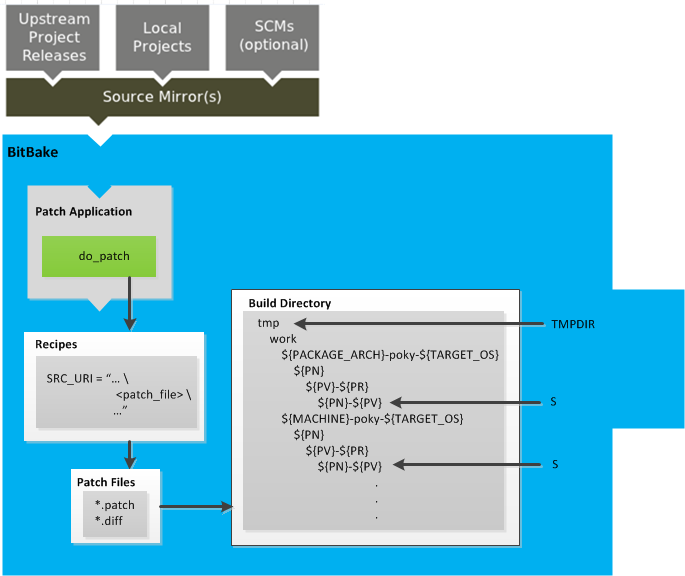 Upstream
Project
Releases
Local
Projects
SCMs
(optional)
Source Mirror(s)
BitBake
Patch Application
do_patch
Recipes
SRC_URI = “… \
<patch_file> \
…”
Patch Files
*.patch
*.diff
Build Directory
tmp
work
${PACKAGE_ARCH}-poky-${TARGET_OS}
${PN}
${PV}-${PR}
${PN}-${PV}
${MACHINE}-poky-${TARGET_OS}
${PN}
${PV}-${PR}
${PN}-${PV}
.
.
.
TMPDIR
S
S